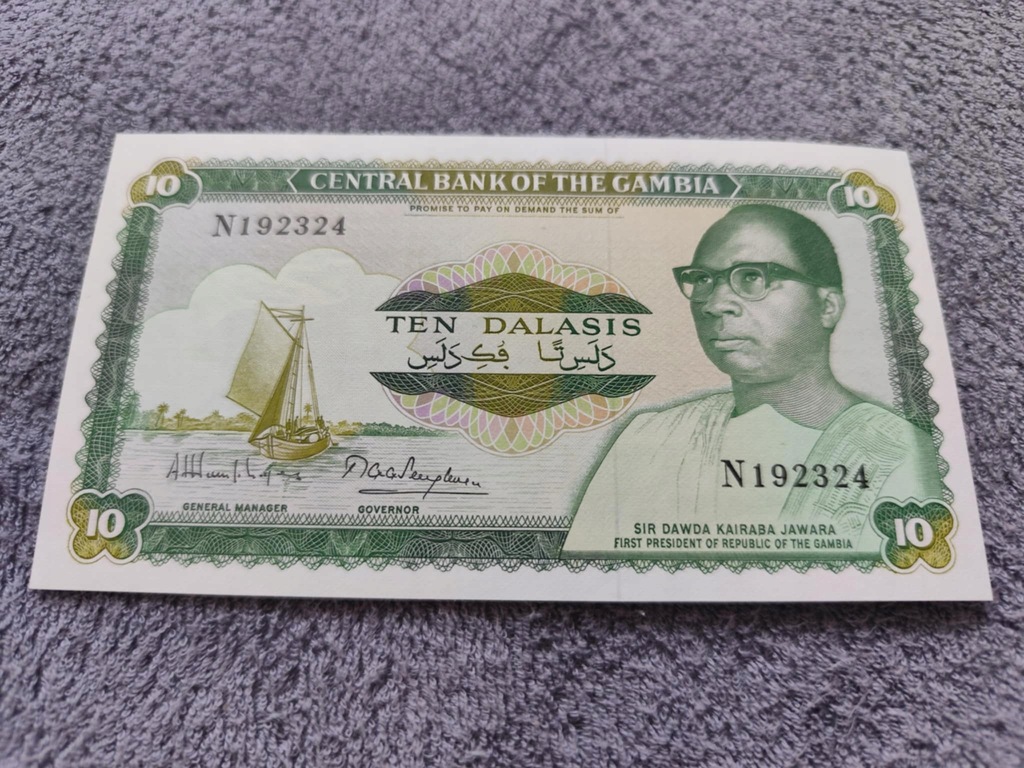 CENTRAL BANK OF THE GAMBIA
10
10
PROMISE TO PAY ON DEMAND THE SUM OF
N192324
TEN DALASIS
دَلَسِ تًا فُكِ دَلَسِ
N192324
GENERAL MANAGER
GOVERNOR
10
10
SIR DAWDA KAIRABA JAWARA
FIRST PRESIDENT OF REPUBLIC OF THE GAMBIA